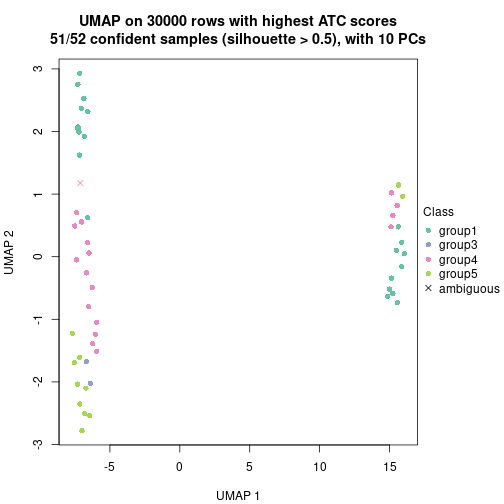 UMAP on 30000 rows with highest ATC scores
51/52 confident samples (silhouette > 0.5), with 10 PCs
3
2
1
0
-1
-2
-3
UMAP 2
-5
0
5
10
15
UMAP 1
Class
group1
group3
group4
group5
ambiguous